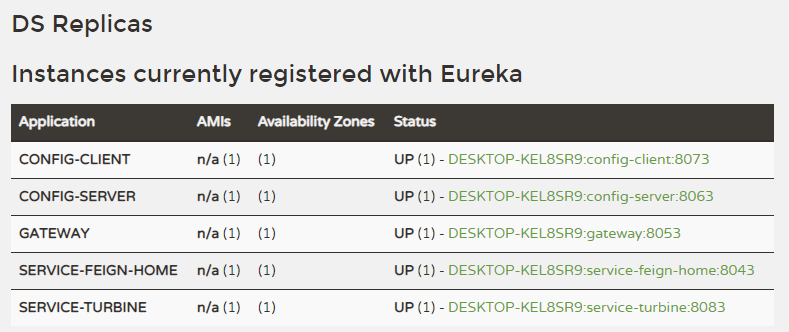 DS Replicas
Instances currently registered with Eureka
Application AMIs Availability Zones Status
CONFIG-CLIENT n/a (1) (1) UP (1) - DESKTOP-KEL8SR9:config-client:8073
CONFIG-SERVER n/a (1) (1) UP (1) - DESKTOP-KEL8SR9:config-server:8063
GATEWAY n/a (1) (1) UP (1) - DESKTOP-KEL8SR9:gateway:8053
SERVICE-FEIGN-HOME n/a (1) (1) UP (1) - DESKTOP-KEL8SR9:service-feign-home:8043
SERVICE-TURBINE n/a (1) (1) UP (1) - DESKTOP-KEL8SR9:service-turbine:8083